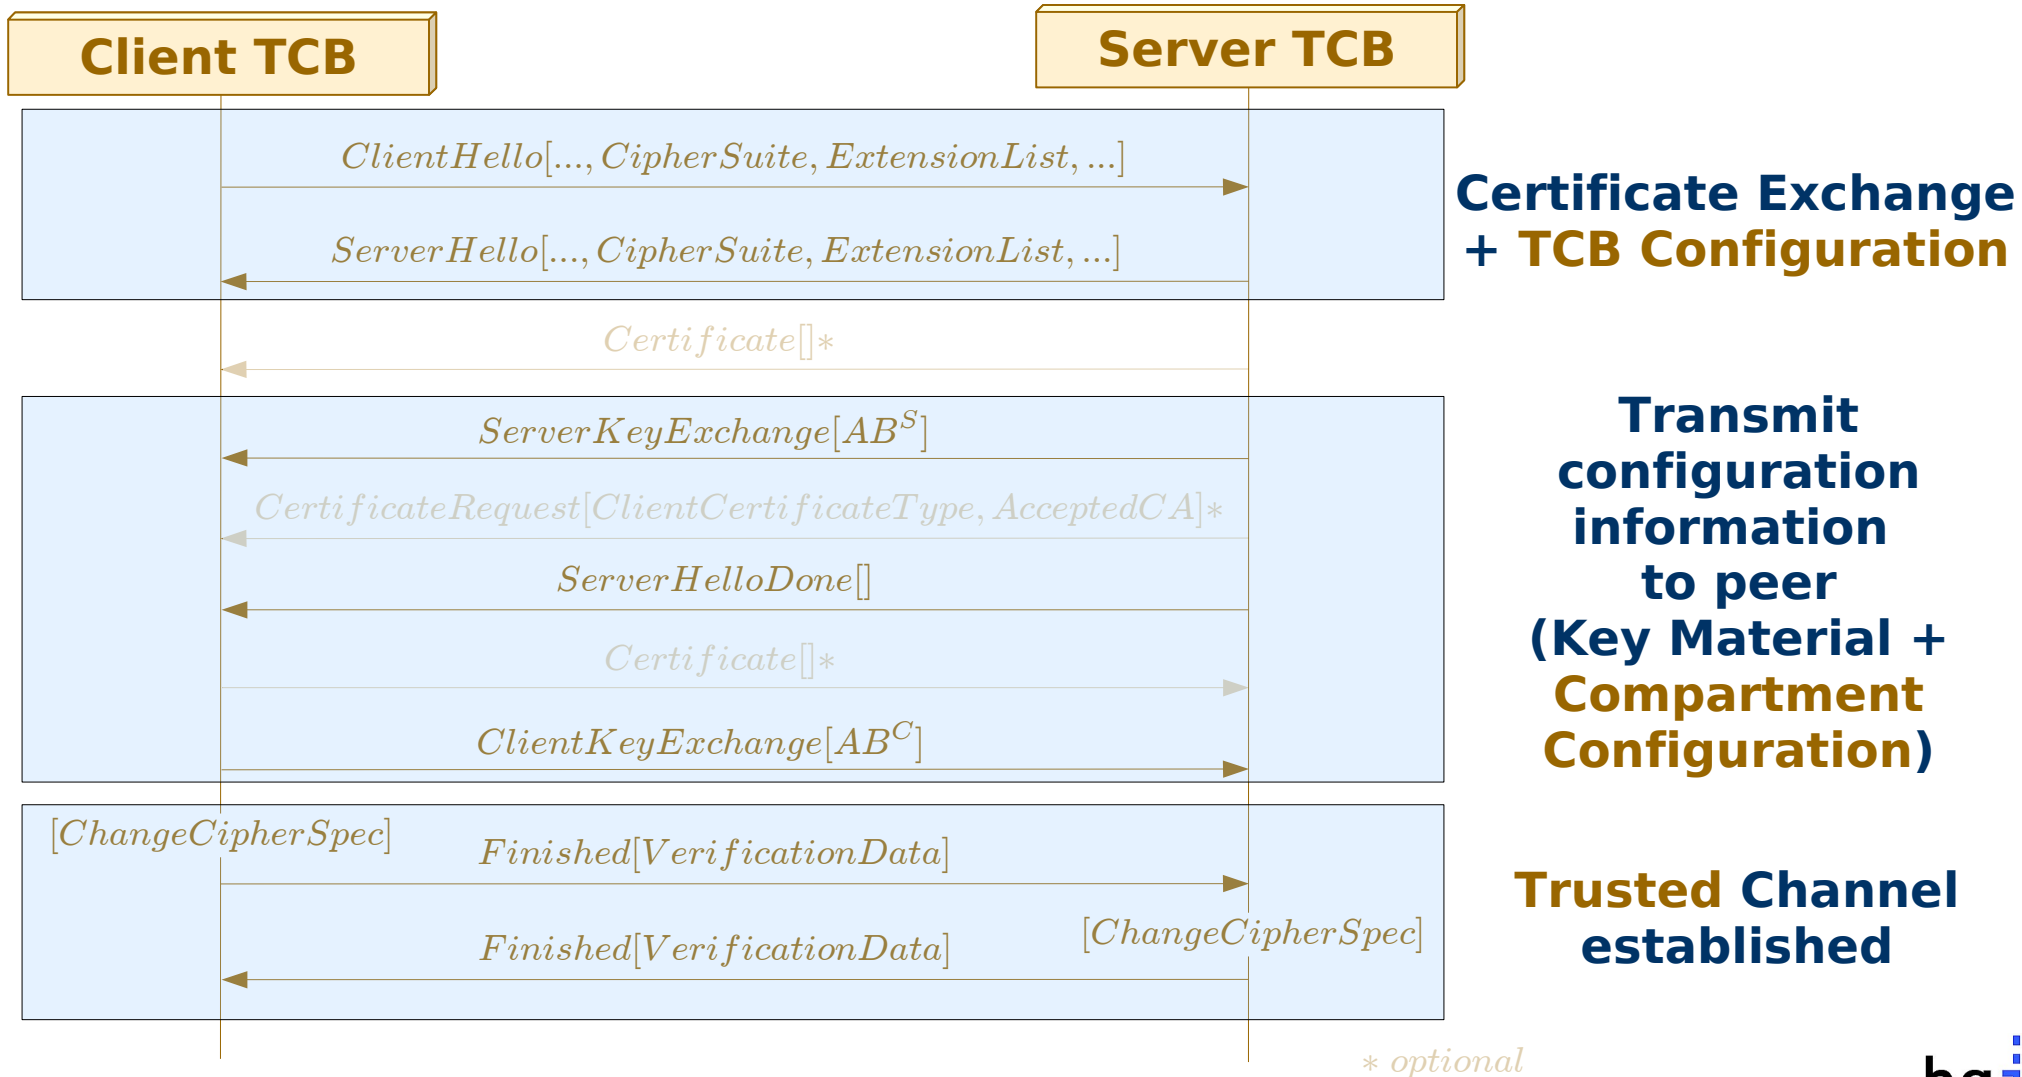 Client TCB
Server TCB
ClientHello[..., CipherSuite, ExtensionList, ...]
ServerHello[..., CipherSuite, ExtensionList, ...]
Certificate Exchange
+ TCB Configuration
Certificate[]*
ServerKeyExchange[AB^S]
CertificateRequest[ClientCertificateType, AcceptedCA]*
ServerHelloDone[]
Certificate[]*
ClientKeyExchange[AB^C]
Transmit
configuration
information
to peer
(Key Material +
Compartment
Configuration)
[ChangeCipherSpec]
Finished[VerificationData]
[ChangeCipherSpec]
Finished[VerificationData]
Trusted Channel
established
* optional